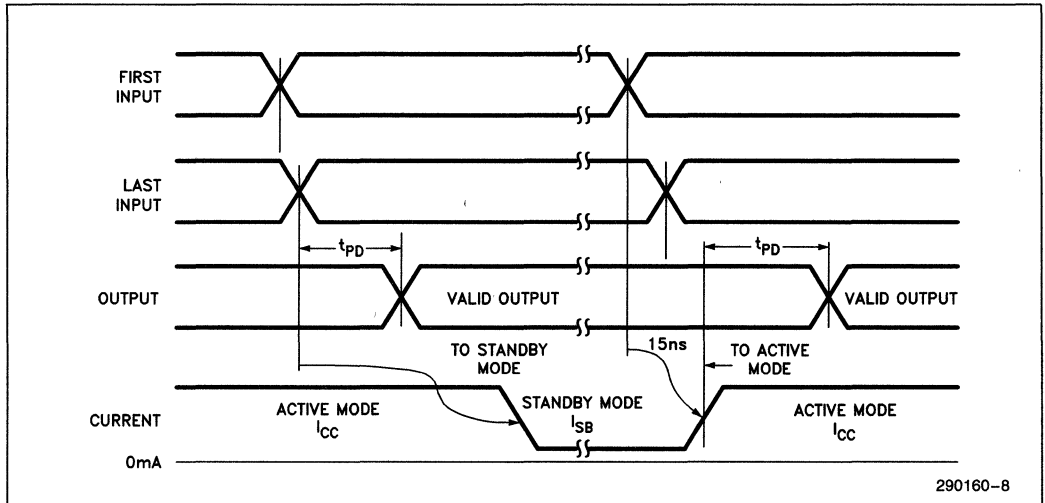 FIRST
INPUT
LAST
INPUT
tPD
tPD
OUTPUT
VALID OUTPUT
VALID OUTPUT
TO STANDBY
MODE
15ns
TO ACTIVE
MODE
CURRENT
ACTIVE MODE
ICC
STANDBY MODE
ISB
ACTIVE MODE
ICC
0mA
290160-8